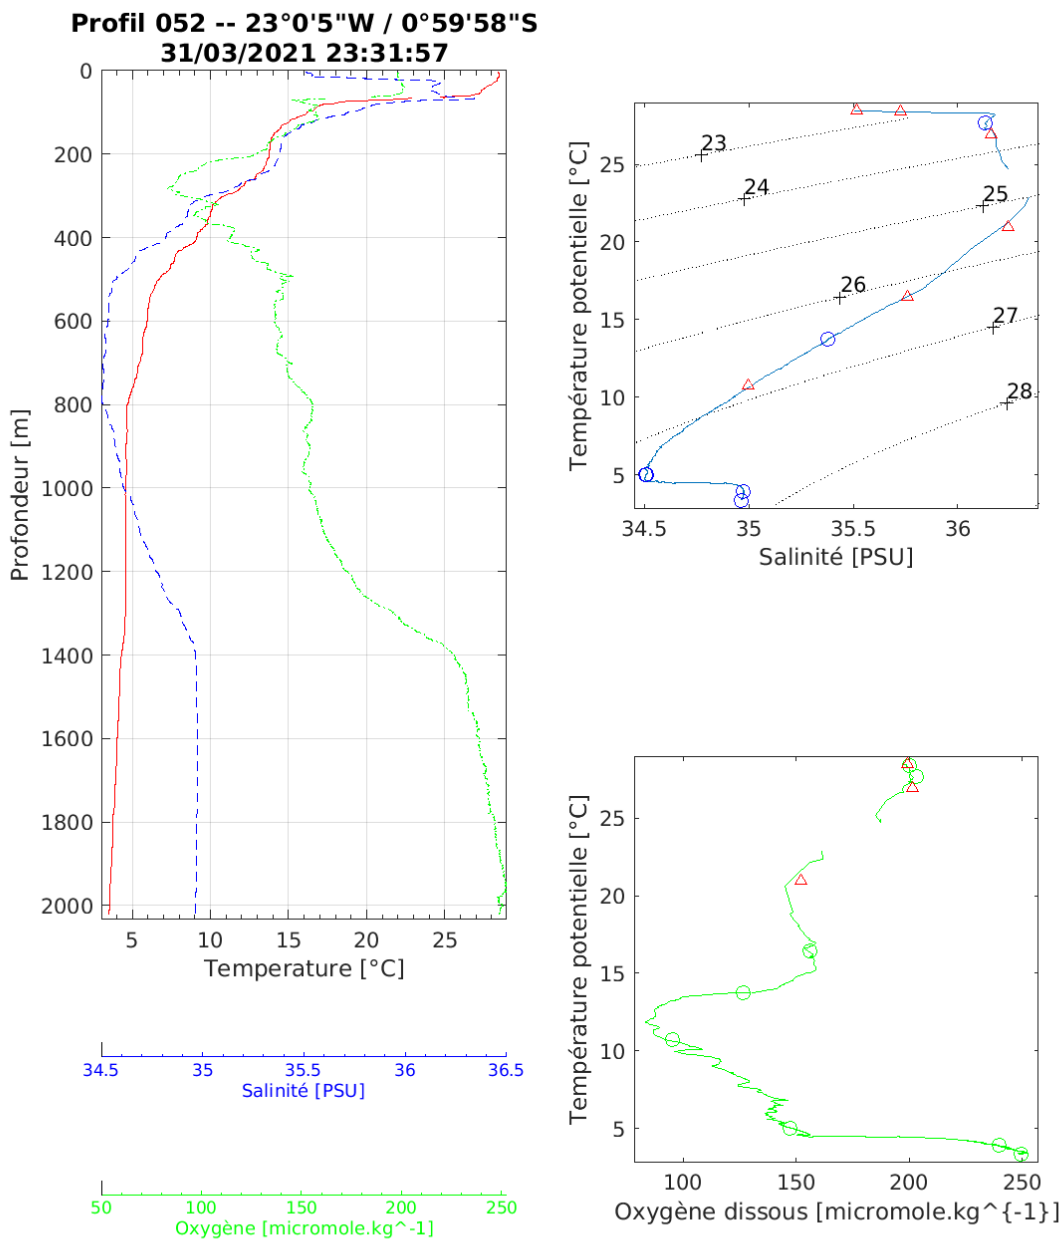 Profil 052 -- 23°0'5"W / 0°59'58"S
31/03/2021 23:31:57
0
200
400
600
800
1000
1200
1400
1600
1800
2000
Profondeur [m]
5 10 15 20 25
Temperature [°C]
34.5 35 35.5 36 36.5
Salinité [PSU]
50 100 150 200 250
Oxygène [micromole.kg^-1]
25
20
15
10
5
Température potentielle [°C]
23
24
25
26
27
28
34.5 35 35.5 36
Salinité [PSU]
25
20
15
10
5
Température potentielle [°C]
100 150 200 250
Oxygène dissous [micromole.kg^{-1}]